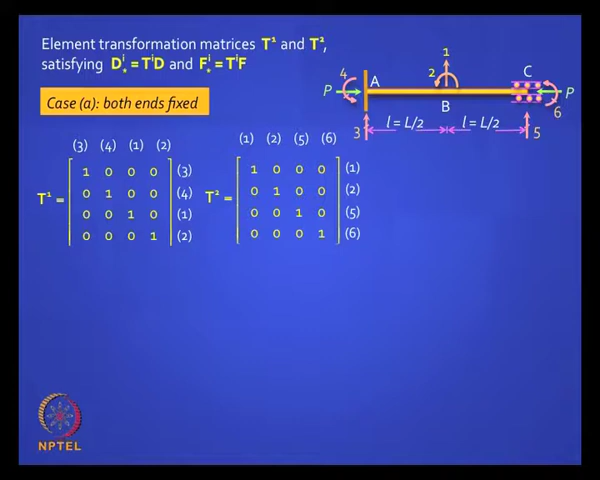 Element transformation matrices T¹ and T²,
satisfying D*ⁱ = TⁱD and F*ⁱ = TⁱF
Case (a): both ends fixed
1
2
4
A
C
P
P
B
6
3
l = L/2
l = L/2
5
(3) (4) (1) (2)
T¹ =
1 0 0 0 (3)
0 1 0 0 (4)
0 0 1 0 (1)
0 0 0 1 (2)
(1) (2) (5) (6)
T² =
1 0 0 0 (1)
0 1 0 0 (2)
0 0 1 0 (5)
0 0 0 1 (6)
NPTEL